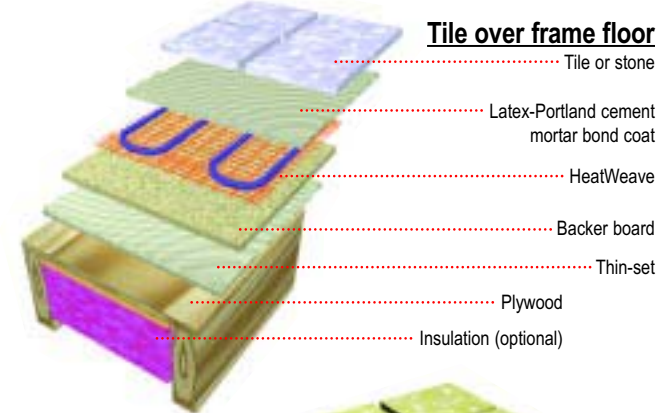 Tile over frame floor
Tile or stone
Latex-Portland cement
mortar bond coat
HeatWeave
Backer board
Thin-set
Plywood
Insulation (optional)